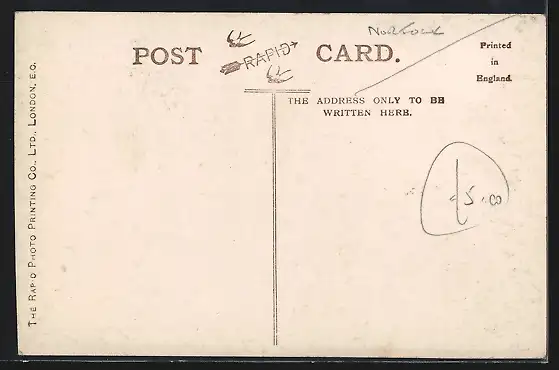 NORFOLK
POST CARD.
RAPID
Printed
in
England.
THE ADDRESS ONLY TO BE
WRITTEN HERE.
£5.00
THE RAPID PHOTO PRINTING CO., LTD., LONDON, E.C.